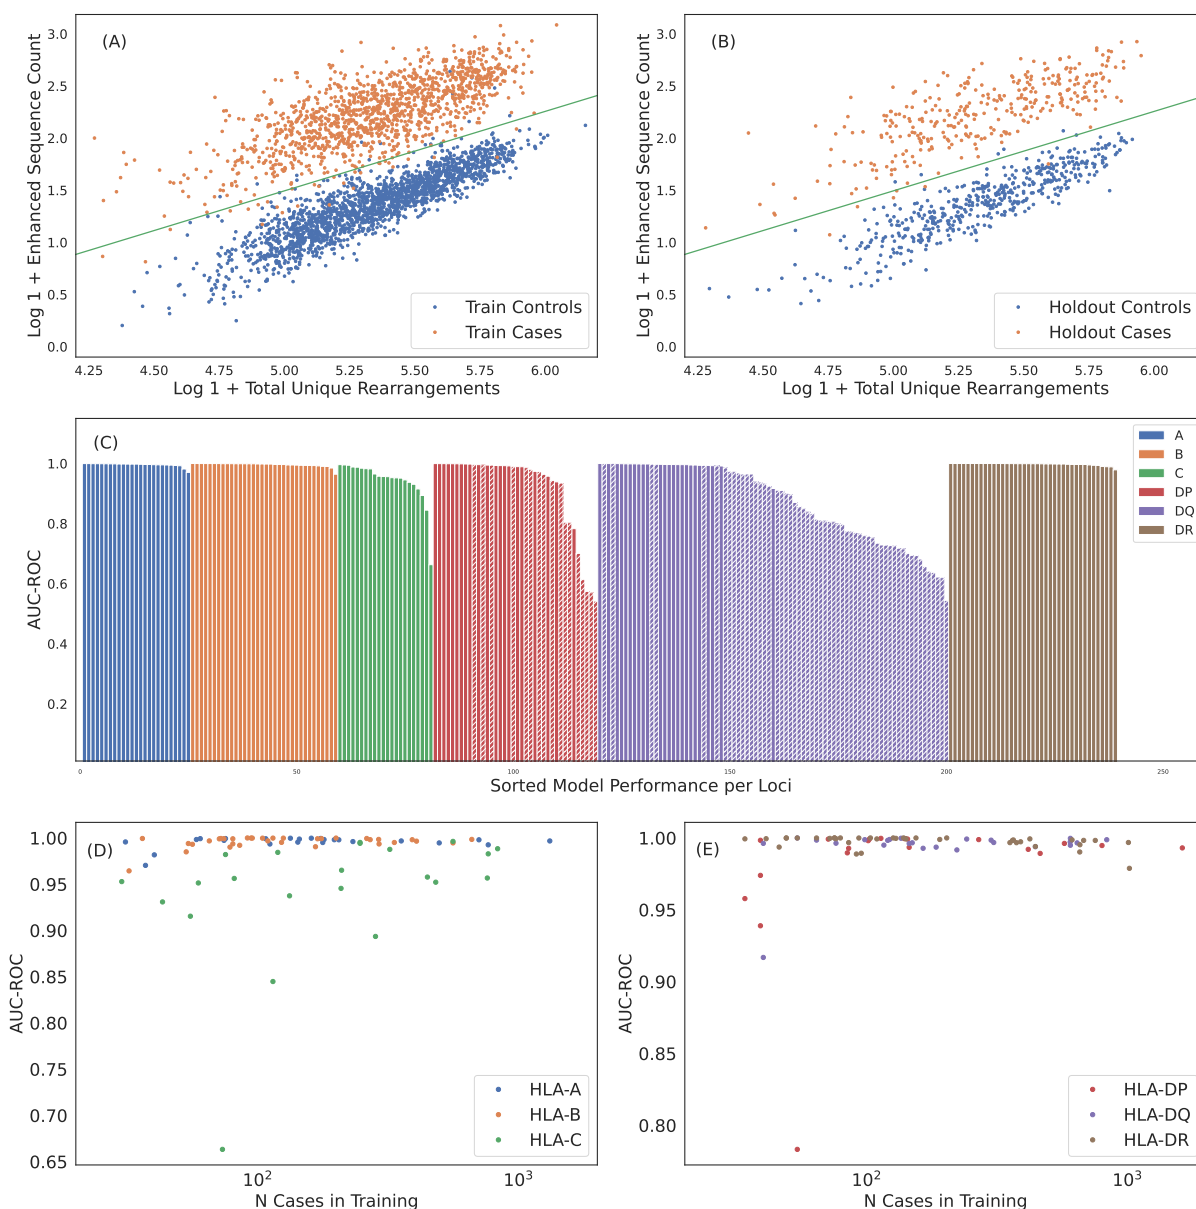 (A)
Log 1 + Enhanced Sequence Count
3.0
2.5
2.0
1.5
1.0
0.5
0.0
4.25 4.50 4.75 5.00 5.25 5.50 5.75 6.00
Log 1 + Total Unique Rearrangements
Train Controls
Train Cases
(B)
Log 1 + Enhanced Sequence Count
3.0
2.5
2.0
1.5
1.0
0.5
0.0
4.25 4.50 4.75 5.00 5.25 5.50 5.75 6.00
Log 1 + Total Unique Rearrangements
Holdout Controls
Holdout Cases
(C)
AUC-ROC
1.0
0.8
0.6
0.4
0.2
0 50 100 150 200 250
Sorted Model Performance per Loci
A
B
C
DP
DQ
DR
(D)
AUC-ROC
1.00
0.95
0.90
0.85
0.80
0.75
0.70
0.65
10² 10³
N Cases in Training
HLA-A
HLA-B
HLA-C
(E)
AUC-ROC
1.00
0.95
0.90
0.85
0.80
10² 10³
N Cases in Training
HLA-DP
HLA-DQ
HLA-DR